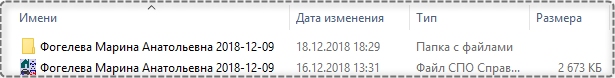 Имени Дата изменения Тип Размера
Фогелева Марина Анатольевна 2018-12-09 18.12.2018 18:29 Папка с файлами
Фогелева Марина Анатольевна 2018-12-09 16.12.2018 13:31 Файл СПО Справ... 2 673 КБ